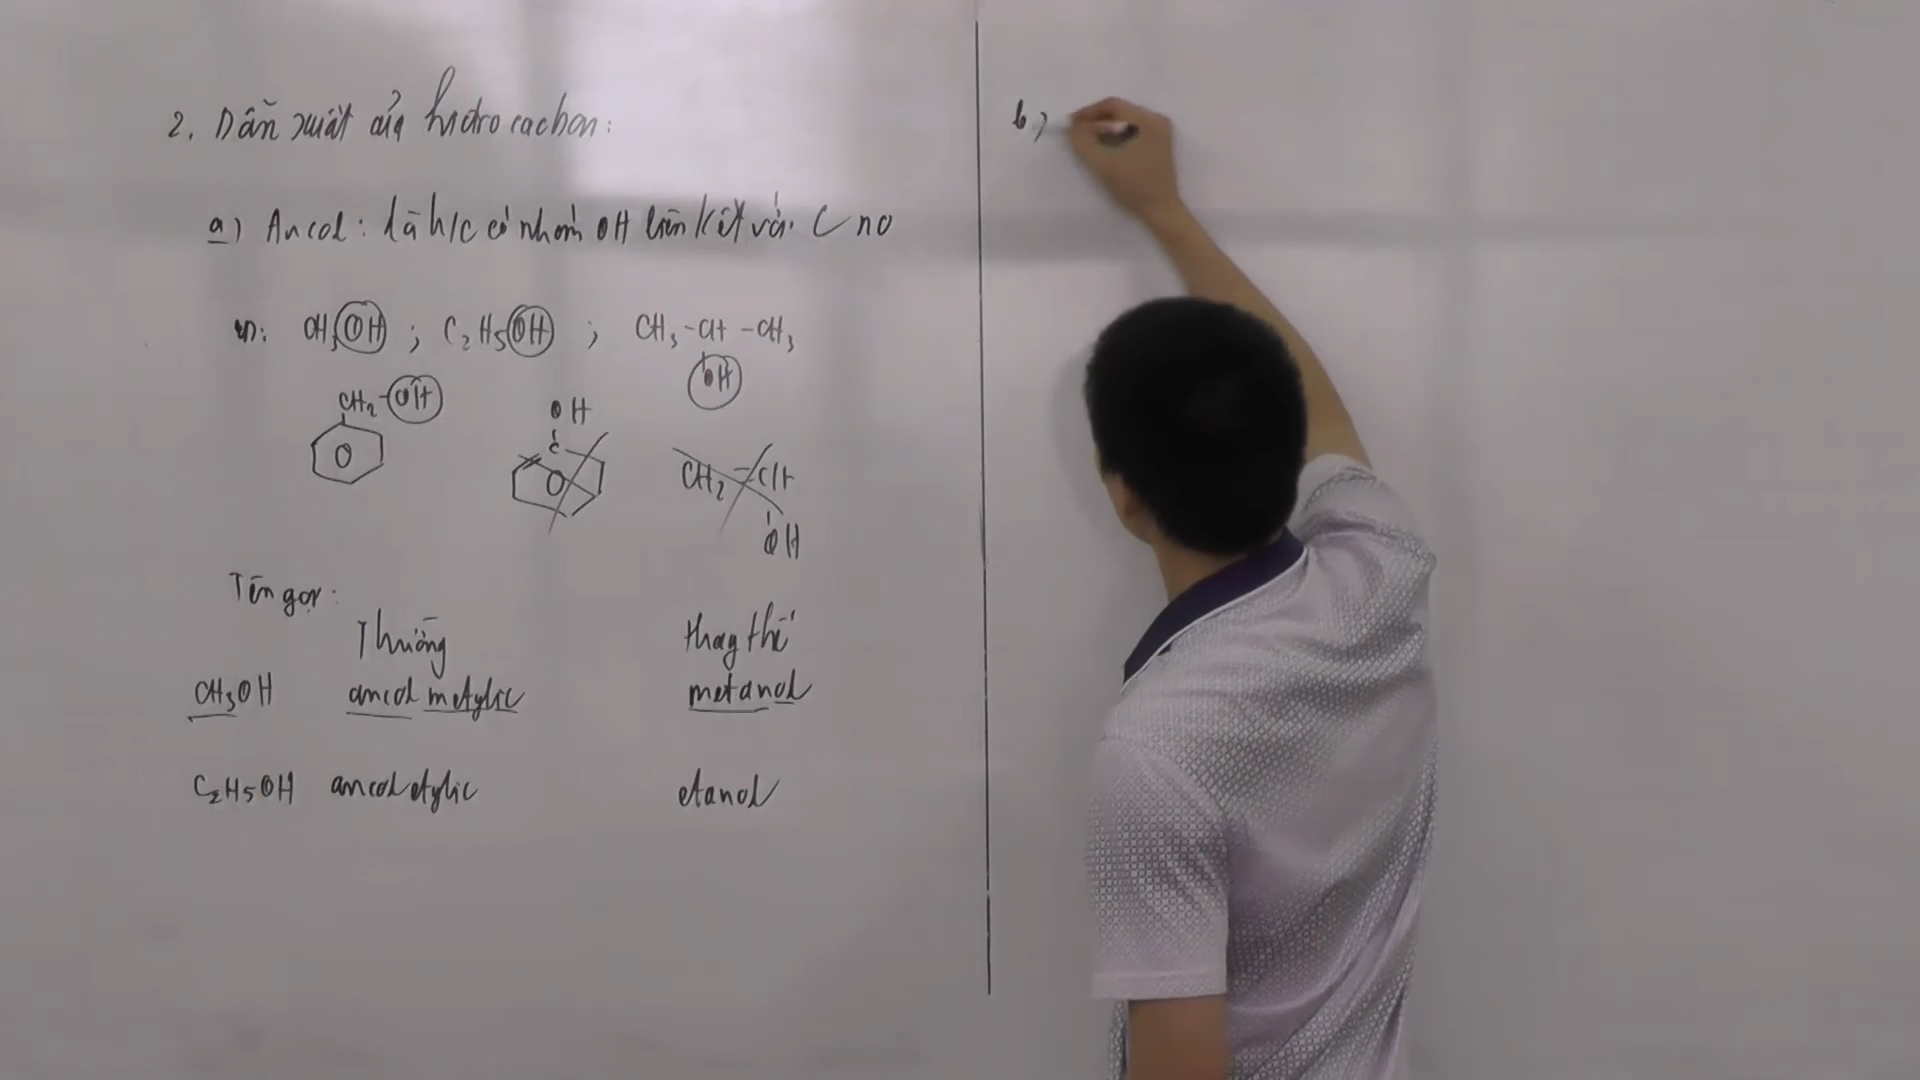 2. Dẫn xuất của hidrocacbon:
a) Ancol: là h/c có nhóm OH liên kết với C no
vd: CH₃OH ; C₂H₅OH ; CH₃-CH-CH₃
OH
CH₂-OH
OH
C
CH₂=CH
OH
Tên gọi:
Thường thay thế
CH₃OH ancol metylic metanol
C₂H₅OH ancol etylic etanol
b)